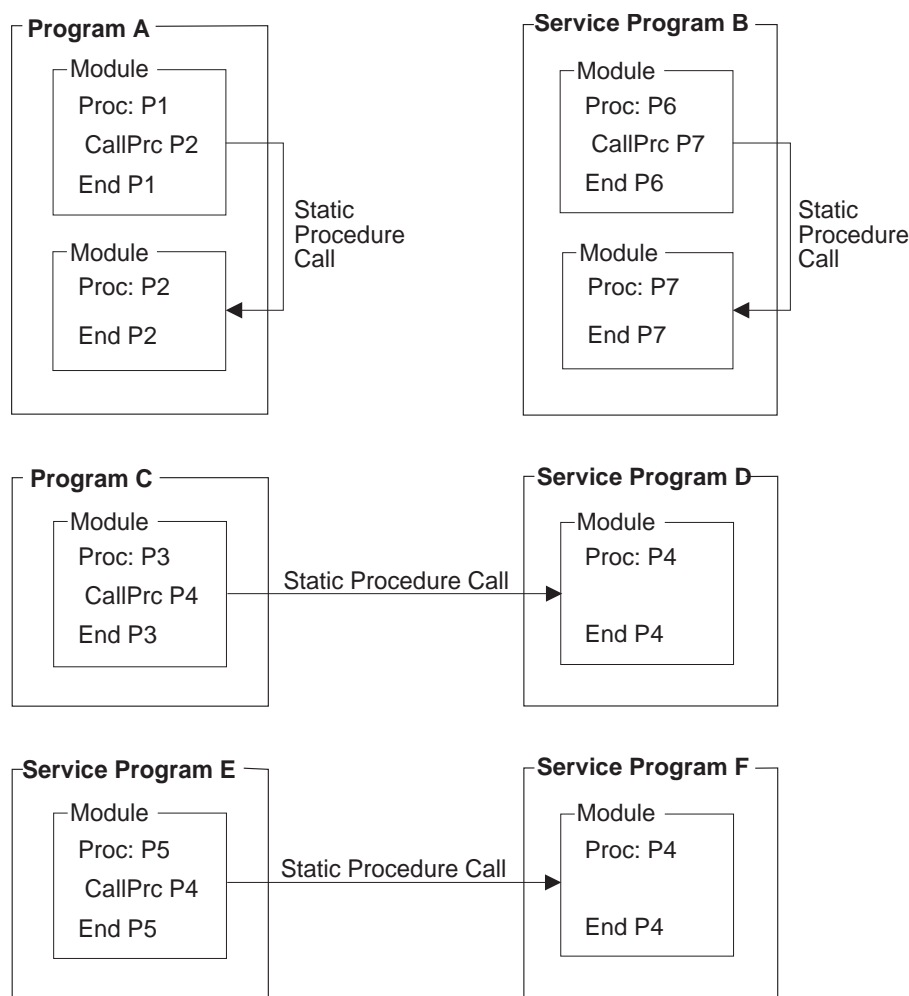 Program A
Module
Proc: P1
CallPrc P2
End P1
Static
Procedure
Call
Module
Proc: P2
End P2
Service Program B
Module
Proc: P6
CallPrc P7
End P6
Static
Procedure
Call
Module
Proc: P7
End P7
Program C
Module
Proc: P3
CallPrc P4
End P3
Static Procedure Call
Service Program D
Module
Proc: P4
End P4
Service Program E
Module
Proc: P5
CallPrc P4
End P5
Static Procedure Call
Service Program F
Module
Proc: P4
End P4